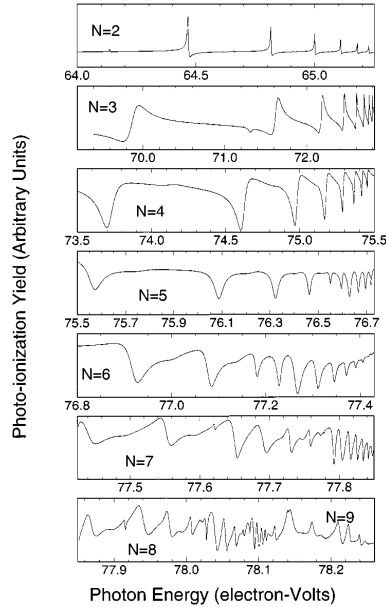 N=2
64.0 64.5 65.0
N=3
70.0 71.0 72.0
N=4
73.5 74.0 74.5 75.0 75.5
N=5
75.5 75.7 75.9 76.1 76.3 76.5 76.7
N=6
76.8 77.0 77.2 77.4
N=7
77.5 77.6 77.7 77.8
N=8
N=9
77.9 78.0 78.1 78.2
Photon Energy (electron-Volts)
Photo-ionization Yield (Arbitrary Units)